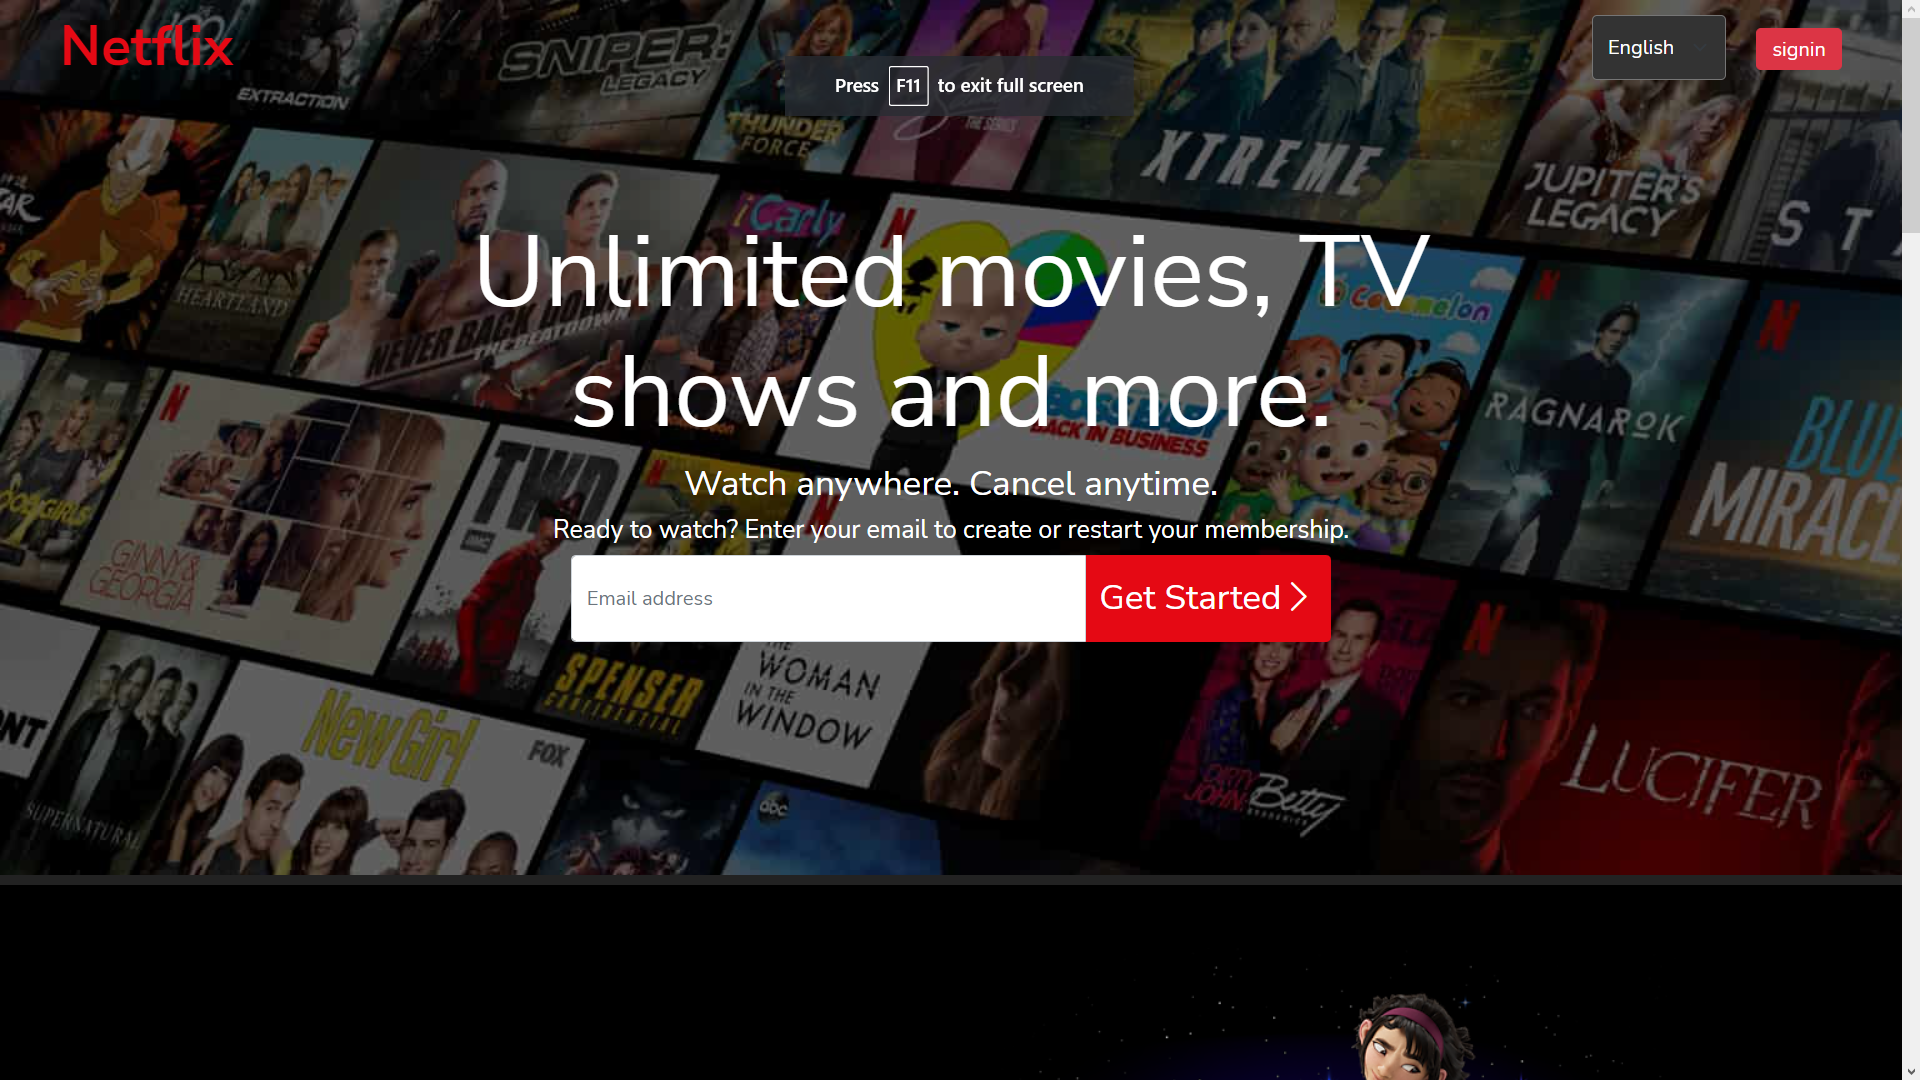 Netflix
English
signin
Press F11 to exit full screen
SNIPER:
LEGACY
EXTRACTION
THUNDER
FORCE
THE SERIES
XTREME
JUPITER'S
LEGACY
iCarly
N
HEARTLAND
NEVER BACK
THE BEATDOWN
Unlimited movies, TV
shows and more.
Cocomelon
N
N
RAGNAROK
BACK IN BUSINESS
N
TWD
amc
N
BLUE
MIRACLE
Watch anywhere. Cancel anytime.
Ready to watch? Enter your email to create or restart your membership.
Email address
Get Started
GINNY &
GEORGIA
N
SPENSER
CONFIDENTIAL
WOMAN
IN THE
WINDOW
New Girl
FOX
SUPERNATURAL
abc
DIRTY
JOHN
Betty
LUCIFER